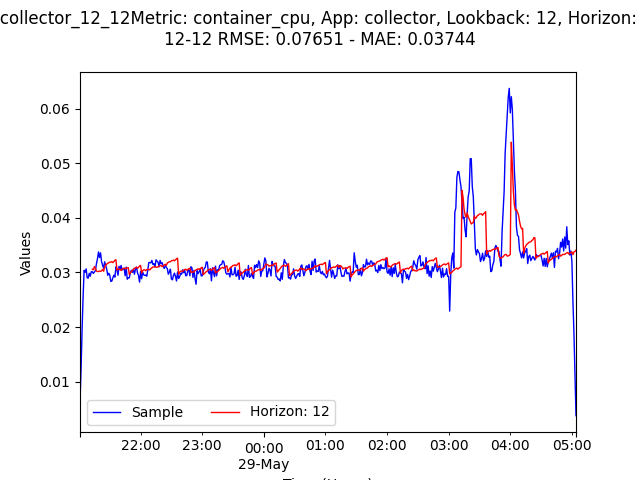 collector_12_12Metric: container_cpu, App: collector, Lookback: 12, Horizon:
12-12 RMSE: 0.07651 - MAE: 0.03744
0.06
0.05
0.04
0.03
0.02
0.01
Values
Sample
Horizon: 12
22:00
23:00
00:00
29-May
01:00
02:00
03:00
04:00
05:00